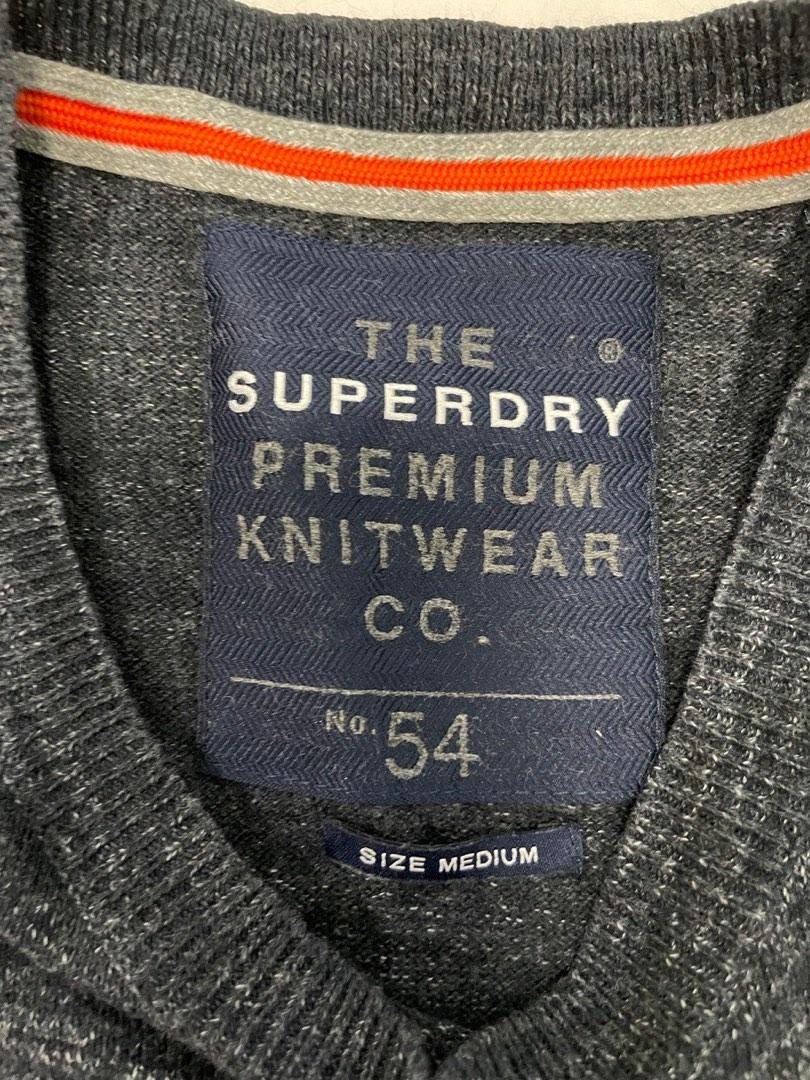 THE ®
SUPERDRY
PREMIUM
KNITWEAR
CO.
No. 54
SIZE MEDIUM